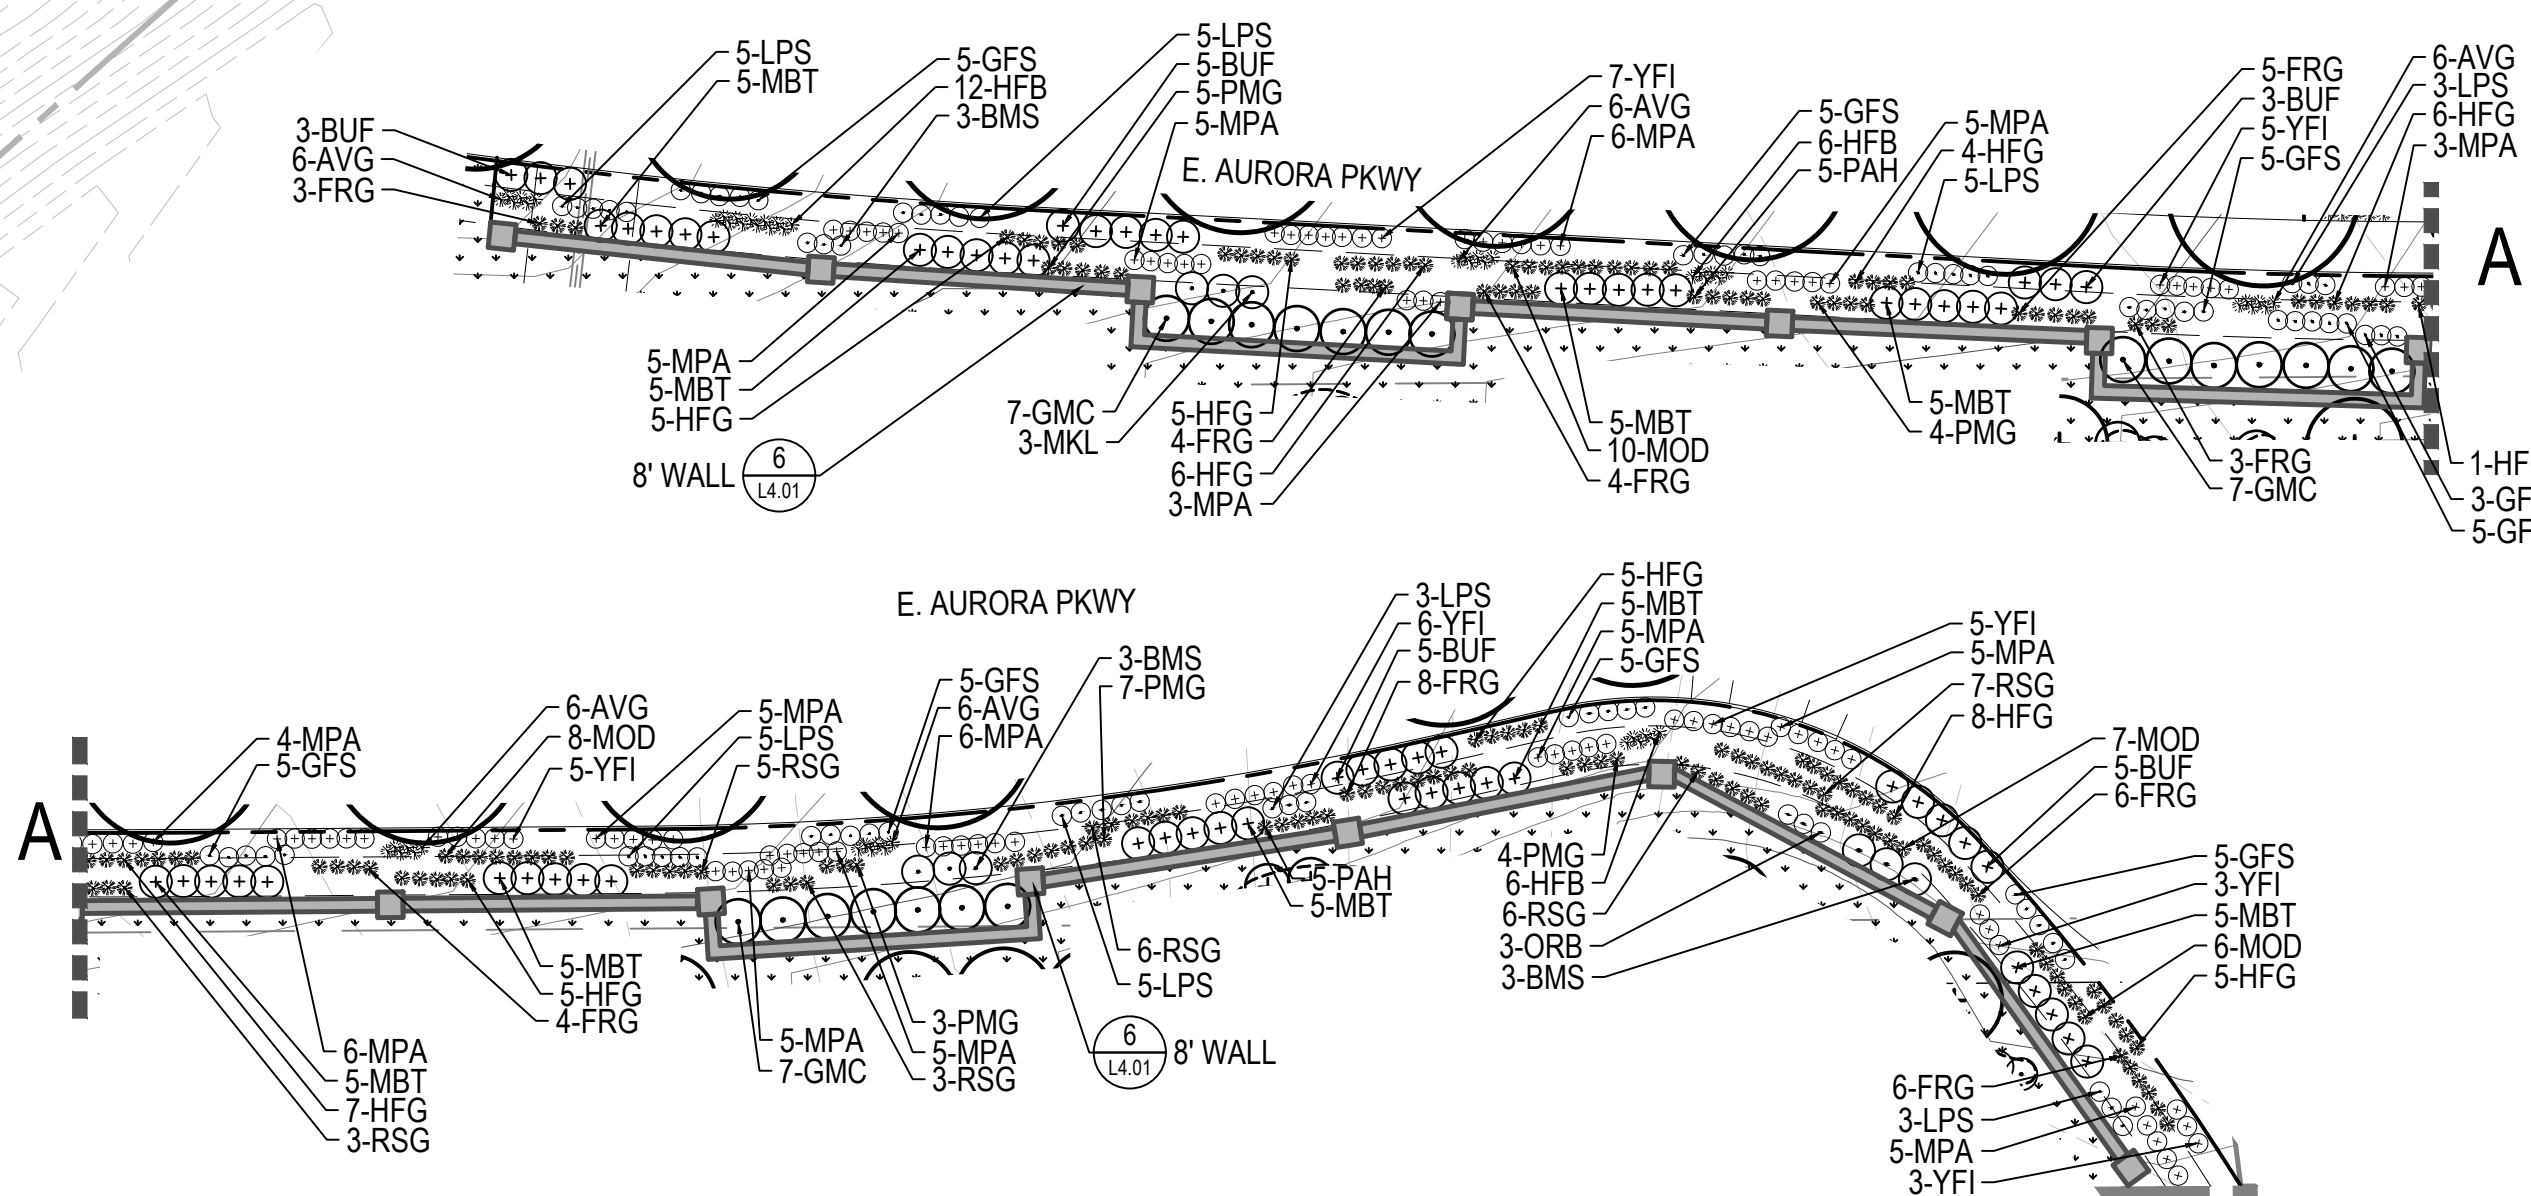 5-LPS
5-MBT
5-GFS
12-HFB
3-BMS
5-LPS
5-BUF
5-PMG
5-MPA
7-YFI
6-AVG
6-MPA
5-GFS
6-HFB
5-PAH
5-MPA
4-HFG
5-LPS
5-FRG
3-BUF
5-YFI
5-GFS
6-AVG
3-LPS
6-HFG
3-MPA
3-BUF
6-AVG
3-FRG
E. AURORA PKWY
A
5-MPA
5-MBT
5-HFG
8' WALL
6
L4.01
7-GMC
3-MKL
5-HFG
4-FRG
6-HFG
3-MPA
5-MBT
10-MOD
4-FRG
5-MBT
4-PMG
3-FRG
7-GMC
1-HF
3-GF
5-GF
E. AURORA PKWY
A
4-MPA
5-GFS
6-AVG
8-MOD
5-YFI
5-MPA
5-LPS
5-RSG
5-GFS
6-AVG
6-MPA
3-BMS
7-PMG
3-LPS
6-YFI
5-BUF
8-FRG
5-HFG
5-MBT
5-MPA
5-GFS
5-YFI
5-MPA
7-RSG
8-HFG
7-MOD
5-BUF
6-FRG
5-GFS
3-YFI
5-MBT
6-MOD
5-HFG
6-MPA
5-MBT
7-HFG
3-RSG
5-MBT
5-HFG
4-FRG
5-MPA
7-GMC
3-PMG
5-MPA
3-RSG
6-RSG
5-LPS
6
L4.01
8' WALL
5-PAH
5-MBT
4-PMG
6-HFB
6-RSG
3-ORB
3-BMS
6-FRG
3-LPS
5-MPA
3-YFI